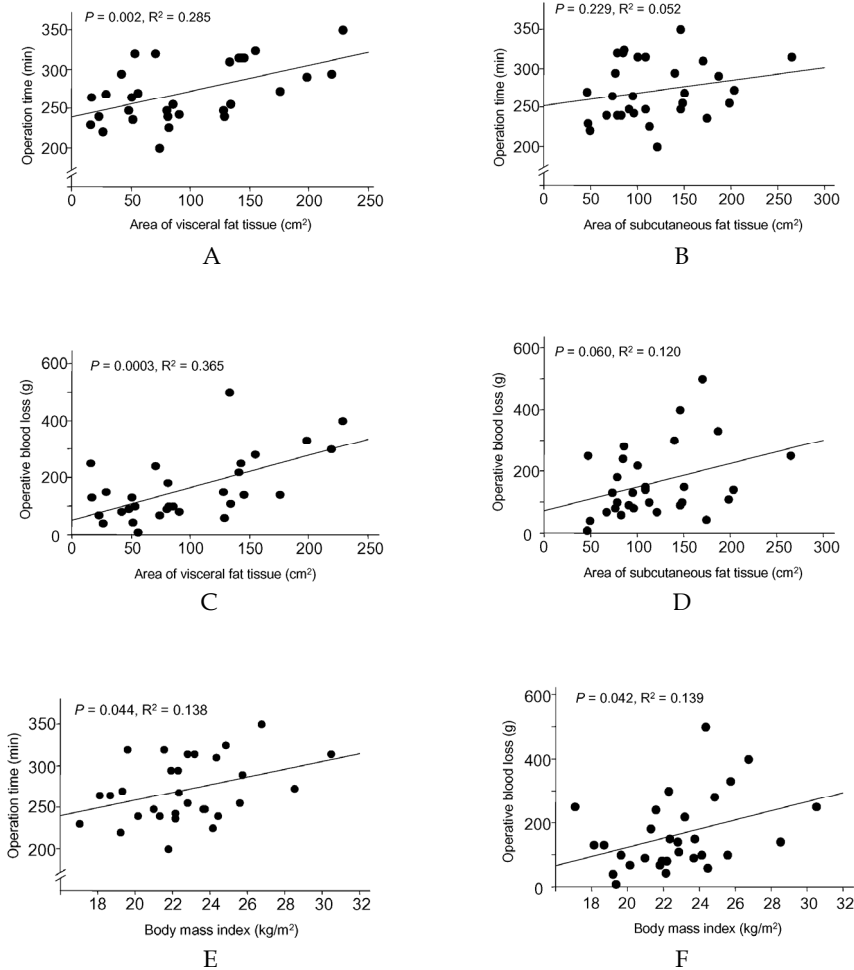 P = 0.002, R² = 0.285
Operation time (min)
350
300
250
200
0 50 100 150 200 250
Area of visceral fat tissue (cm²)
A
P = 0.229, R² = 0.052
Operation time (min)
350
300
250
200
0 50 100 150 200 250 300
Area of subcutaneous fat tissue (cm²)
B
P = 0.0003, R² = 0.365
Operative blood loss (g)
600
400
200
0
0 50 100 150 200 250
Area of visceral fat tissue (cm²)
C
P = 0.060, R² = 0.120
Operative blood loss (g)
600
400
200
0
0 50 100 150 200 250 300
Area of subcutaneous fat tissue (cm²)
D
P = 0.044, R² = 0.138
Operation time (min)
350
300
250
200
18 20 22 24 26 28 30 32
Body mass index (kg/m²)
E
P = 0.042, R² = 0.139
Operative blood loss (g)
600
400
200
0
18 20 22 24 26 28 30 32
Body mass index (kg/m²)
F